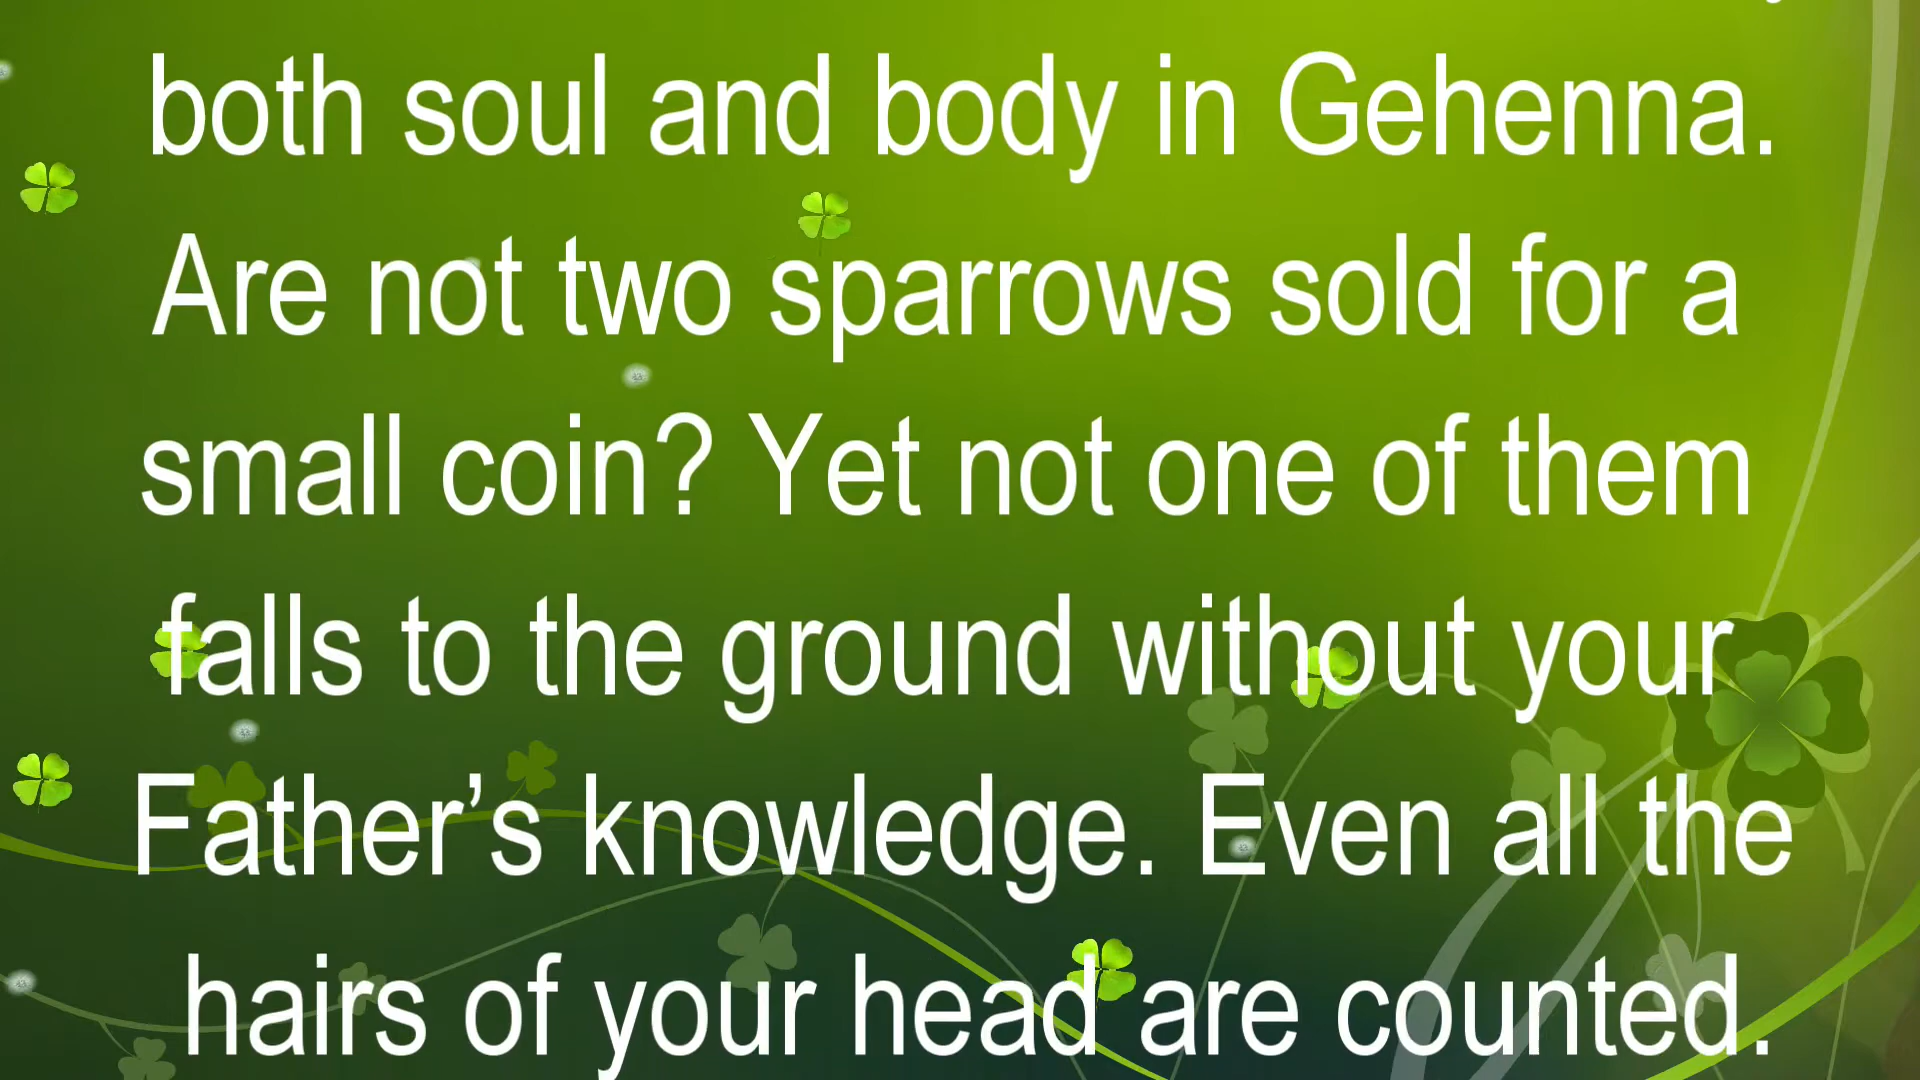 both soul and body in Gehenna.
Are not two sparrows sold for a
small coin? Yet not one of them
falls to the ground without your
Father’s knowledge. Even all the
hairs of your head are counted.